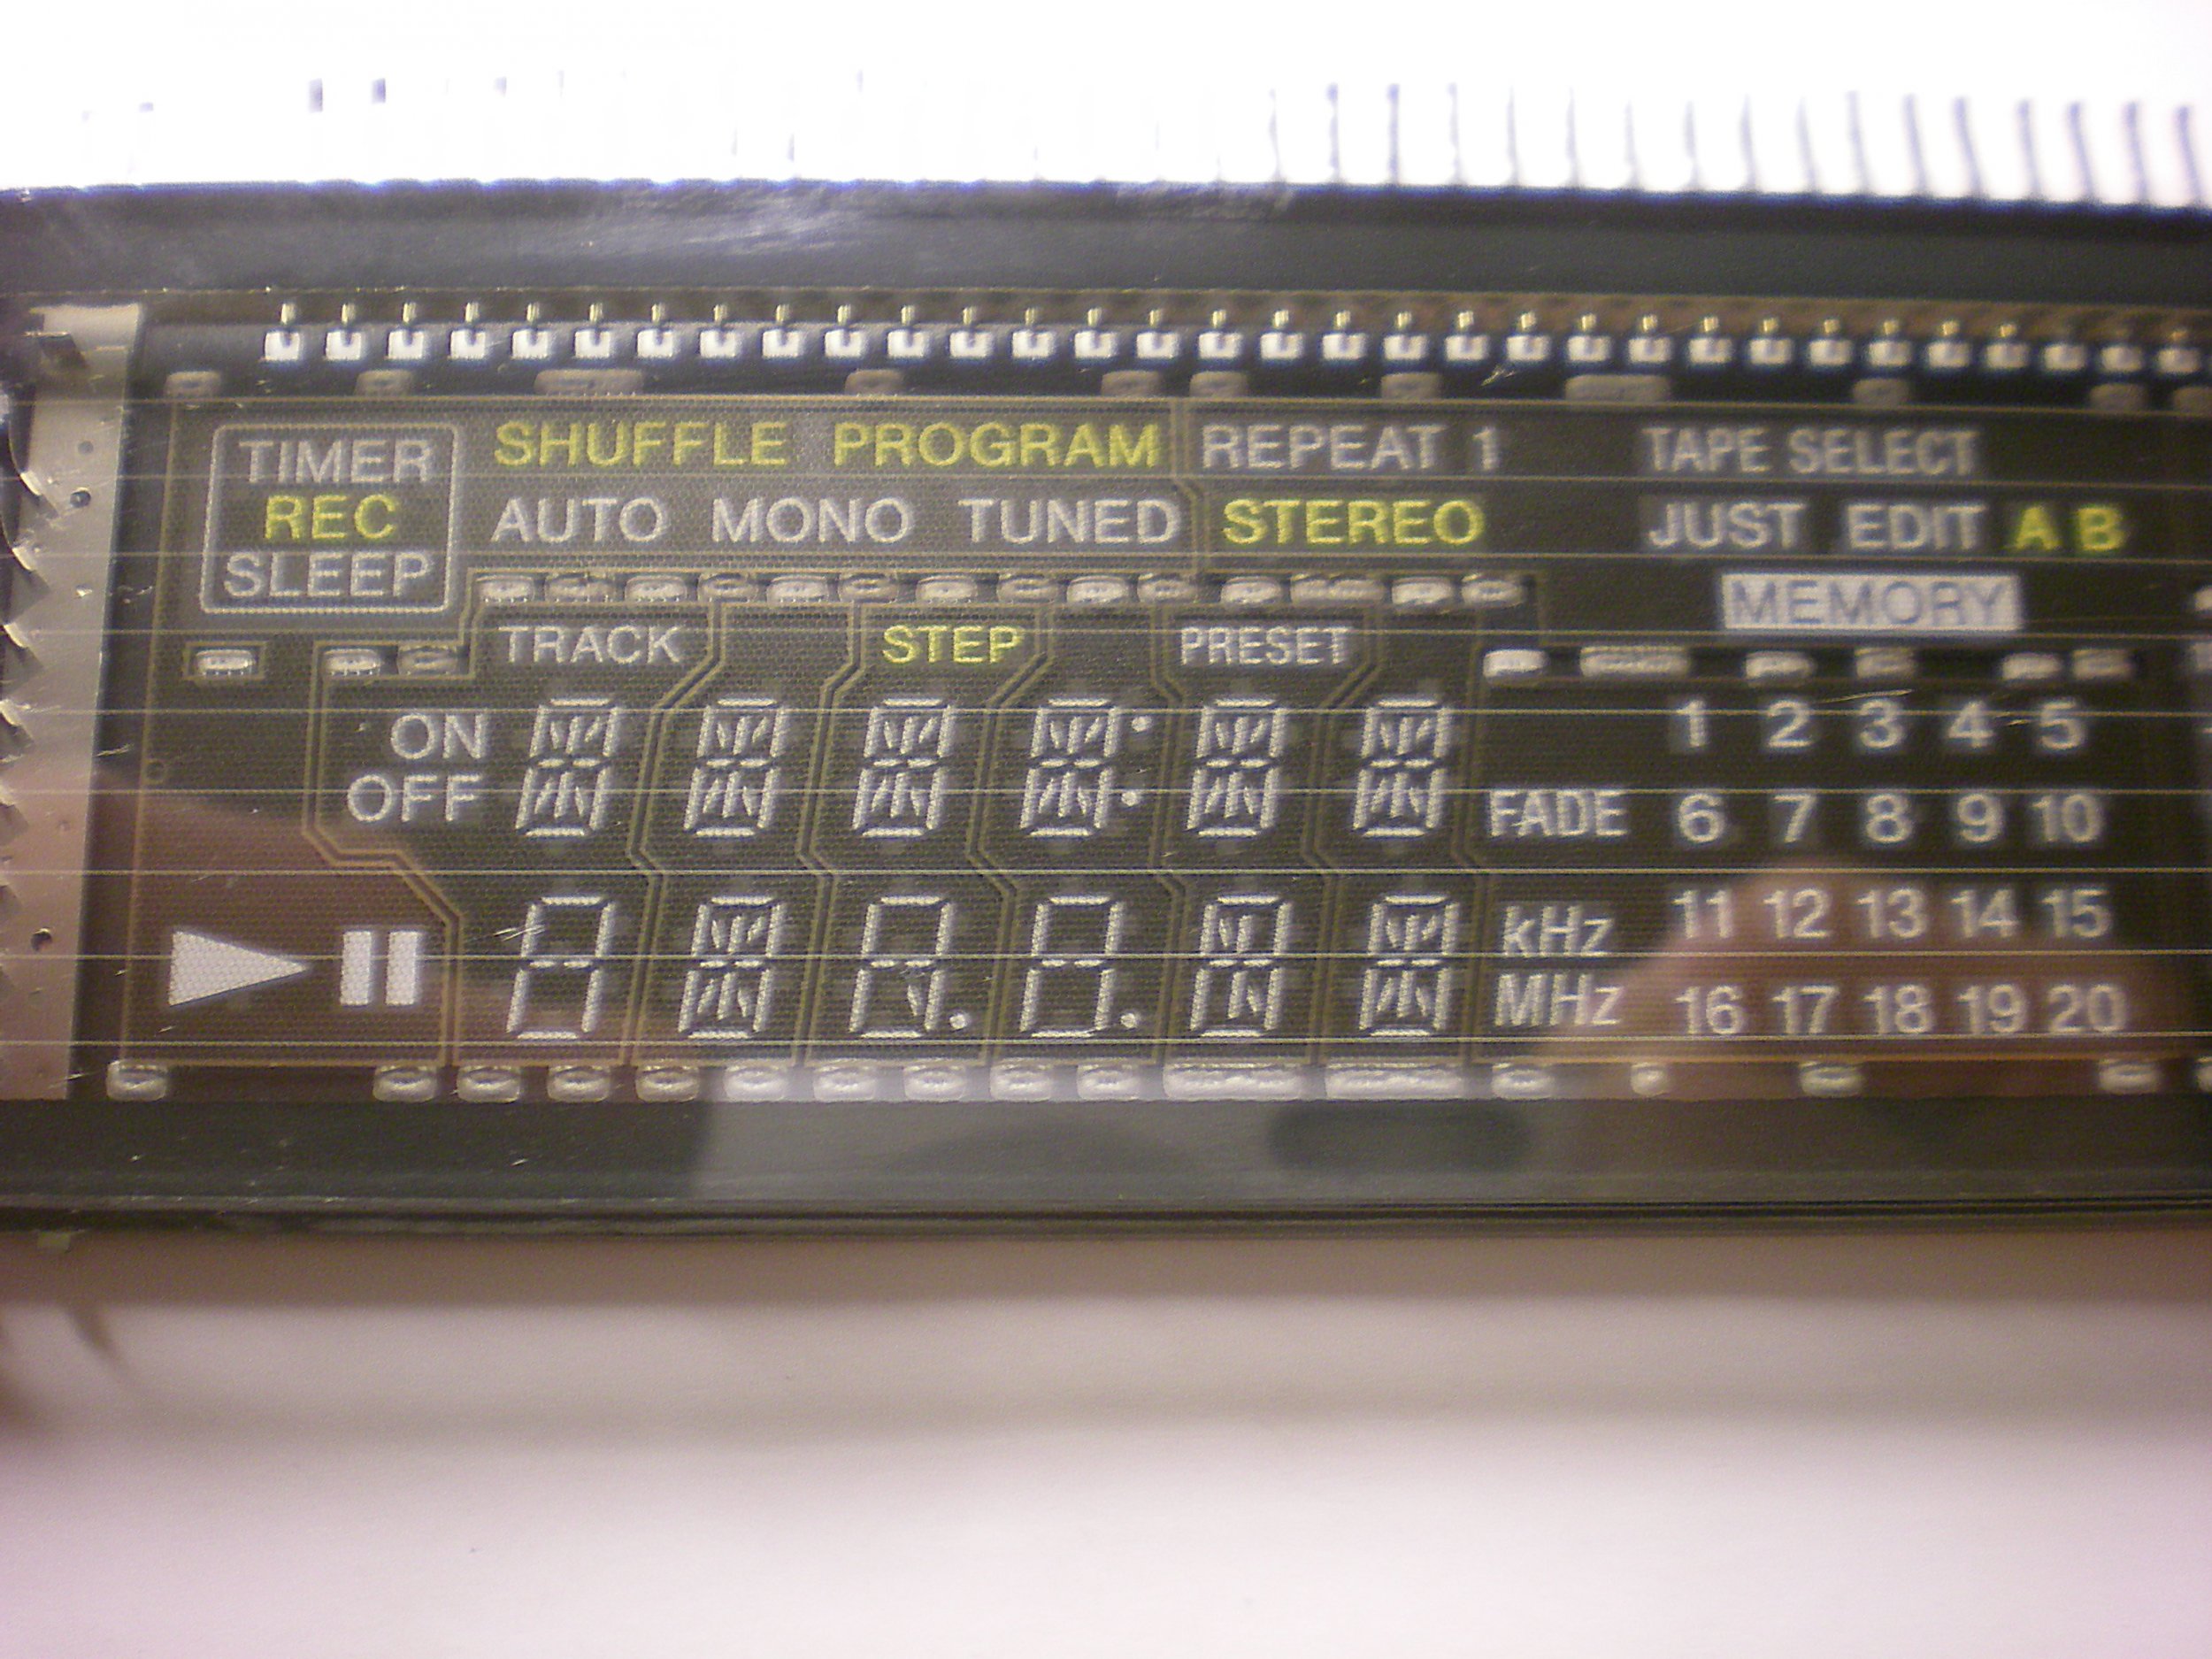 TIMER SHUFFLE PROGRAM REPEAT 1 TAPE SELECT
REC AUTO MONO TUNED STEREO JUST EDIT A B
SLEEP MEMORY
TRACK STEP PRESET
ON 1 2 3 4 5
OFF FADE 6 7 8 9 10
kHz 11 12 13 14 15
MHz 16 17 18 19 20